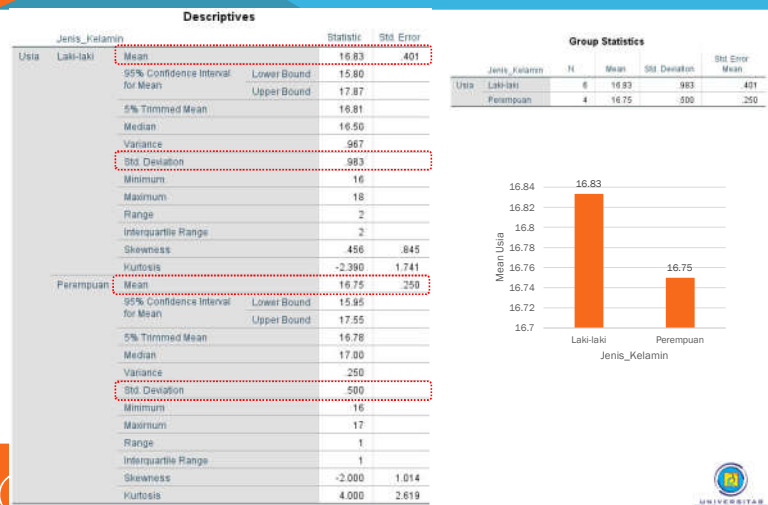 Descriptives
Jenis_Kelamin Statistic Std. Error
Usia Laki-laki Mean 16.83 .401
95% Confidence Interval for Mean Lower Bound 15.80
Upper Bound 17.87
5% Trimmed Mean 16.81
Median 16.50
Variance .967
Std. Deviation .983
Minimum 16
Maximum 18
Range 2
Interquartile Range 2
Skewness .456 .845
Kurtosis -2.390 1.741
Perempuan Mean 16.75 .250
95% Confidence Interval for Mean Lower Bound 15.95
Upper Bound 17.55
5% Trimmed Mean 16.78
Median 17.00
Variance .250
Std. Deviation .500
Minimum 16
Maximum 17
Range 1
Interquartile Range 1
Skewness -2.000 1.014
Kurtosis 4.000 2.619
Group Statistics
Jenis_Kelamin N Mean Std. Deviation Std. Error Mean
Usia Laki-laki 6 16.83 .983 .401
Perempuan 4 16.75 .500 .250
16.84
16.82
16.8
16.78
16.76
16.74
16.72
16.7
Mean Usia
16.83
16.75
Laki-laki Perempuan
Jenis_Kelamin
UNIVERSITAS